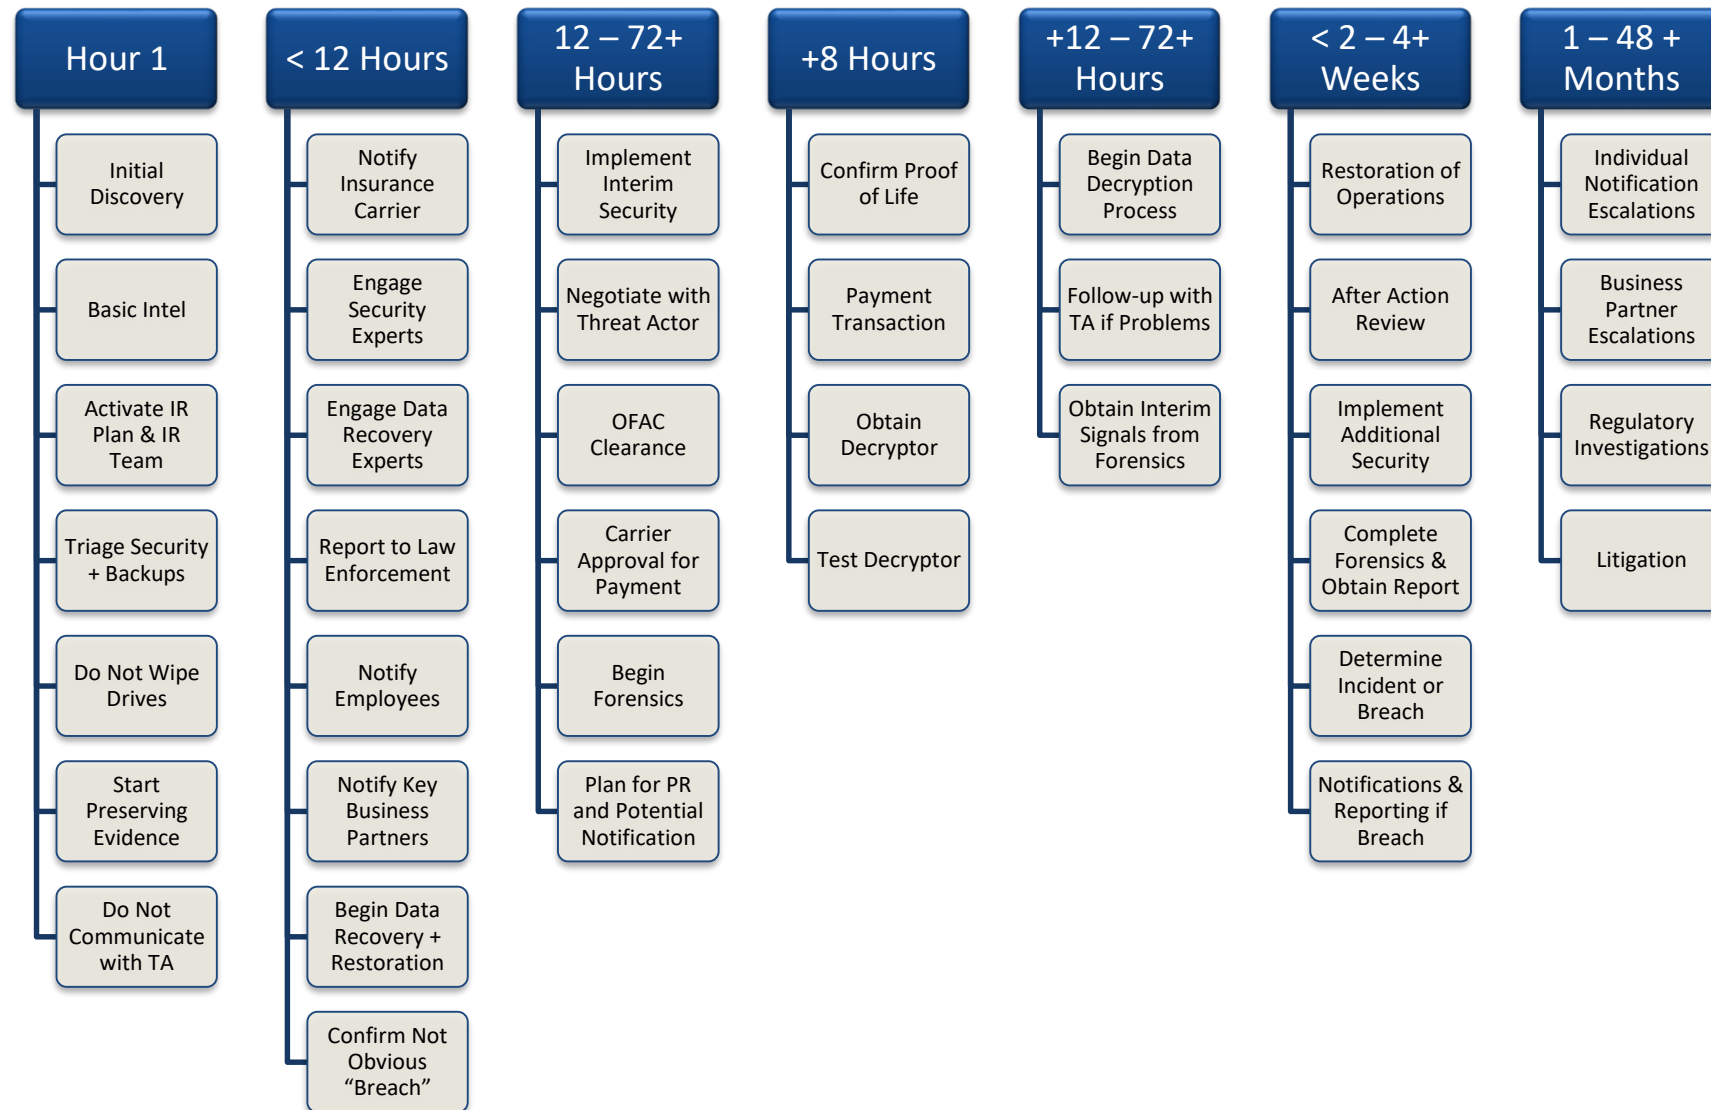 Hour 1
Initial
Discovery
Basic Intel
Activate IR
Plan & IR
Team
Triage Security
+ Backups
Do Not Wipe
Drives
Start
Preserving
Evidence
Do Not
Communicate
with TA
< 12 Hours
Notify
Insurance
Carrier
Engage
Security
Experts
Engage Data
Recovery
Experts
Report to Law
Enforcement
Notify
Employees
Notify Key
Business
Partners
Begin Data
Recovery +
Restoration
Confirm Not
Obvious
“Breach”
12 – 72+
Hours
Implement
Interim
Security
Negotiate with
Threat Actor
OFAC
Clearance
Carrier
Approval for
Payment
Begin
Forensics
Plan for PR
and Potential
Notification
+8 Hours
Confirm Proof
of Life
Payment
Transaction
Obtain
Decryptor
Test Decryptor
+12 – 72+
Hours
Begin Data
Decryption
Process
Follow-up with
TA if Problems
Obtain Interim
Signals from
Forensics
< 2 – 4+
Weeks
Restoration of
Operations
After Action
Review
Implement
Additional
Security
Complete
Forensics &
Obtain Report
Determine
Incident or
Breach
Notifications &
Reporting if
Breach
1 – 48 +
Months
Individual
Notification
Escalations
Business
Partner
Escalations
Regulatory
Investigations
Litigation